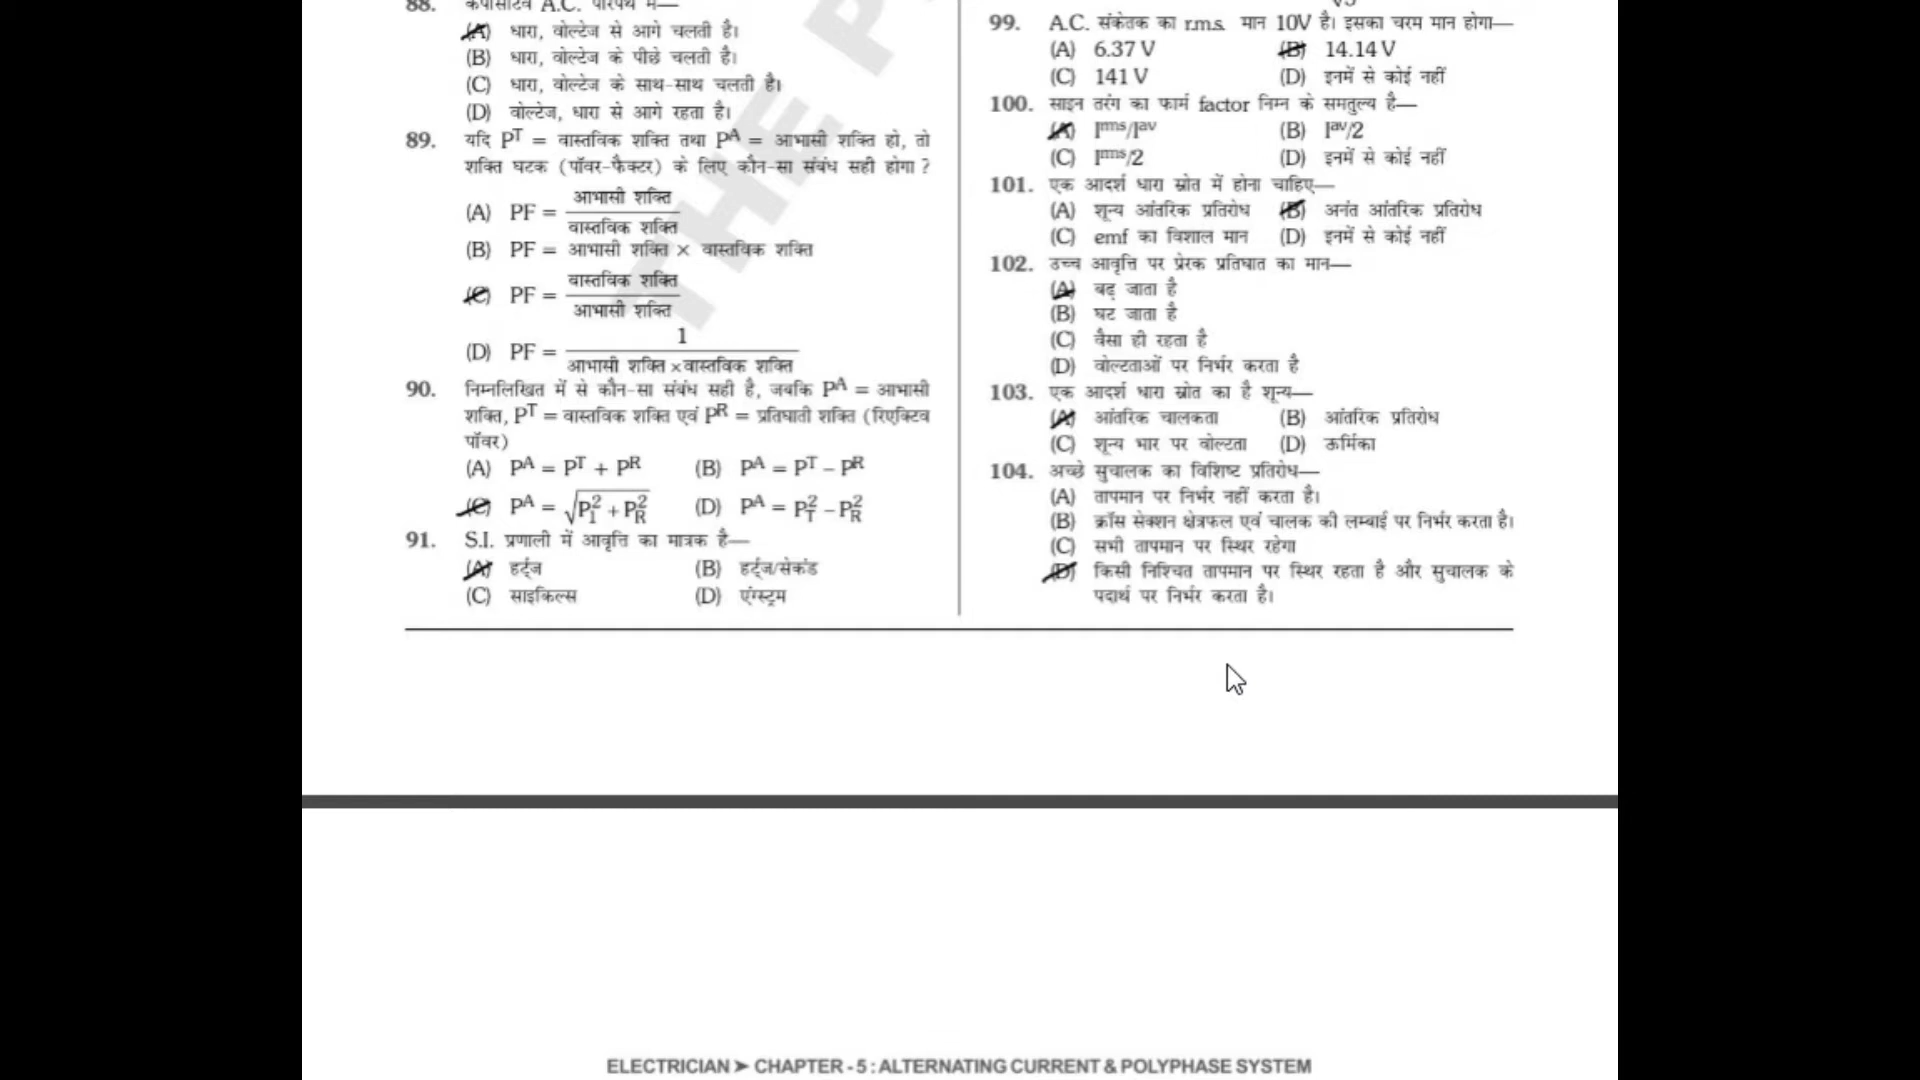 88. कैपेसिटिव A.C. परिपथ में—
(A) धारा, वोल्टेज से आगे चलती है।
(B) धारा, वोल्टेज के पीछे चलती है।
(C) धारा, वोल्टेज के साथ-साथ चलती है।
(D) वोल्टेज, धारा से आगे रहता है।
89. यदि P^T = वास्तविक शक्ति तथा P^A = आभासी शक्ति हो, तो
शक्ति घटक (पॉवर-फैक्टर) के लिए कौन-सा संबंध सही होगा ?
(A) PF = आभासी शक्ति / वास्तविक शक्ति
(B) PF = आभासी शक्ति × वास्तविक शक्ति
(C) PF = वास्तविक शक्ति / आभासी शक्ति
(D) PF = 1 / आभासी शक्ति ×वास्तविक शक्ति
90. निम्नलिखित में से कौन-सा संबंध सही है, जबकि P^A = आभासी
शक्ति, P^T = वास्तविक शक्ति एवं P^R = प्रतिघाती शक्ति (रिएक्टिव
पॉवर)
(A) P^A = P^T + P^R (B) P^A = P^T – P^R
(C) P^A = √(P_1^2 + P_R^2) (D) P^A = P_T^2 – P_R^2
91. S.I. प्रणाली में आवृत्ति का मात्रक है—
(A) हर्ट्ज (B) हर्ट्ज/सेकंड
(C) साइकिल्स (D) एंग्स्ट्रम
99. A.C. संकेतक का r.m.s. मान 10V है। इसका चरम मान होगा—
(A) 6.37 V (B) 14.14 V
(C) 141 V (D) इनमें से कोई नहीं
100. साइन तरंग का फार्म factor निम्न के समतुल्य है—
(A) I^rms/I^av (B) I^av/2
(C) I^rms/2 (D) इनमें से कोई नहीं
101. एक आदर्श धारा स्रोत में होना चाहिए—
(A) शून्य आंतरिक प्रतिरोध (B) अनंत आंतरिक प्रतिरोध
(C) emf का विशाल मान (D) इनमें से कोई नहीं
102. उच्च आवृत्ति पर प्रेरक प्रतिघात का मान—
(A) बढ़ जाता है
(B) घट जाता है
(C) वैसा ही रहता है
(D) वोल्टताओं पर निर्भर करता है
103. एक आदर्श धारा स्रोत का है शून्य—
(A) आंतरिक चालकता (B) आंतरिक प्रतिरोध
(C) शून्य भार पर वोल्टता (D) ऊर्मिका
104. अच्छे सुचालक का विशिष्ट प्रतिरोध—
(A) तापमान पर निर्भर नहीं करता है।
(B) क्रॉस सेक्शन क्षेत्रफल एवं चालक की लम्बाई पर निर्भर करता है।
(C) सभी तापमान पर स्थिर रहेगा
(D) किसी निश्चित तापमान पर स्थिर रहता है और सुचालक के
पदार्थ पर निर्भर करता है।
THE P
ELECTRICIAN ➤ CHAPTER - 5 : ALTERNATING CURRENT & POLYPHASE SYSTEM